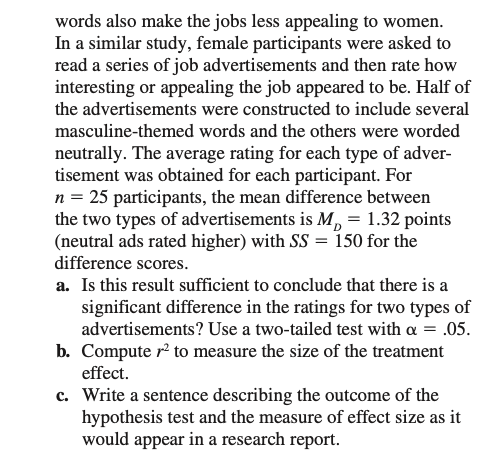 words also make the jobs less appealing to women.
In a similar study, female participants were asked to
read a series of job advertisements and then rate how
interesting or appealing the job appeared to be. Half of
the advertisements were constructed to include several
masculine-themed words and the others were worded
neutrally. The average rating for each type of adver-
tisement was obtained for each participant. For
n = 25 participants, the mean difference between
the two types of advertisements is M_D = 1.32 points
(neutral ads rated higher) with SS = 150 for the
difference scores.
a. Is this result sufficient to conclude that there is a
significant difference in the ratings for two types of
advertisements? Use a two-tailed test with α = .05.
b. Compute r² to measure the size of the treatment
effect.
c. Write a sentence describing the outcome of the
hypothesis test and the measure of effect size as it
would appear in a research report.